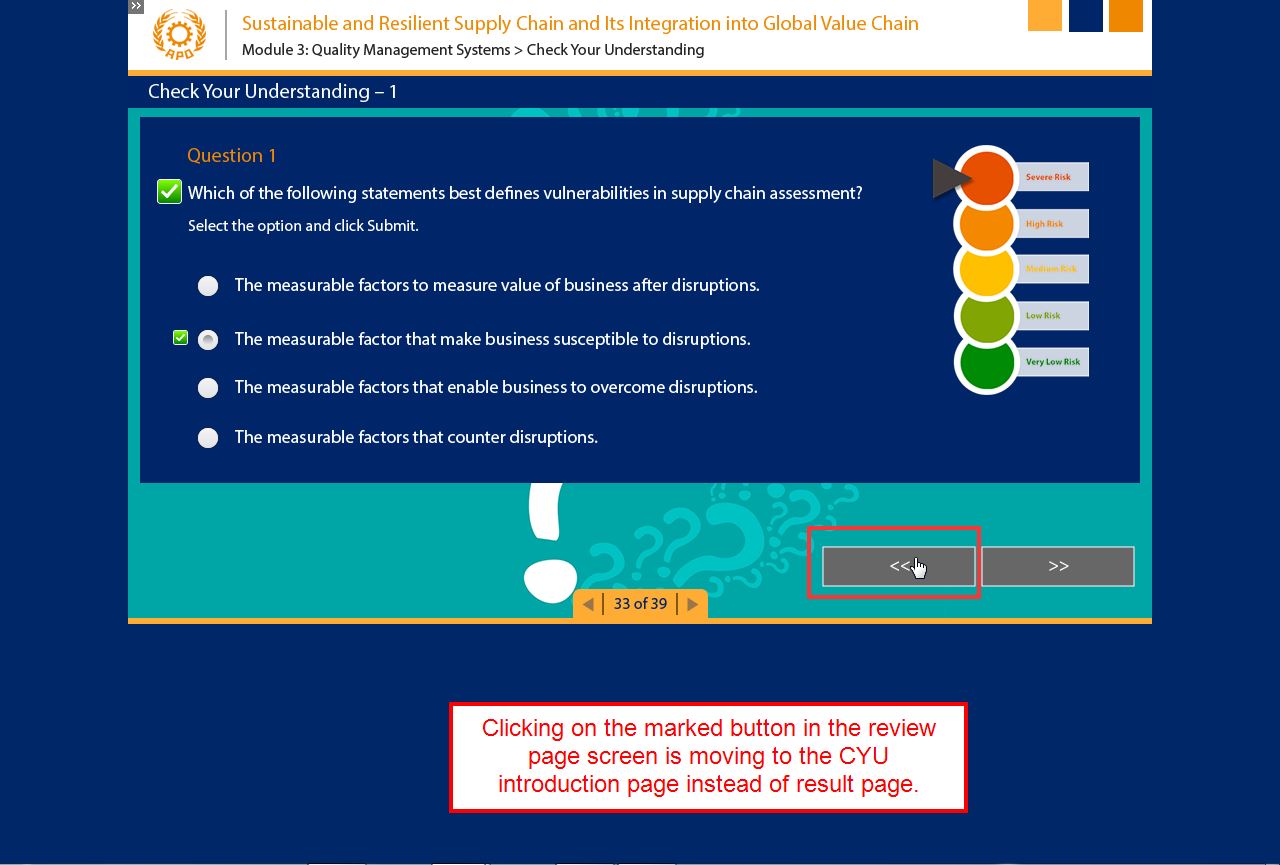 >>
Sustainable and Resilient Supply Chain and Its Integration into Global Value Chain
APO
Module 3: Quality Management Systems > Check Your Understanding
Check Your Understanding – 1
Question 1
Which of the following statements best defines vulnerabilities in supply chain assessment?
Select the option and click Submit.
The measurable factors to measure value of business after disruptions.
The measurable factor that make business susceptible to disruptions.
The measurable factors that enable business to overcome disruptions.
The measurable factors that counter disruptions.
Severe Risk
High Risk
Medium Risk
Low Risk
Very Low Risk
<<
>>
33 of 39
Clicking on the marked button in the review
page screen is moving to the CYU
introduction page instead of result page.